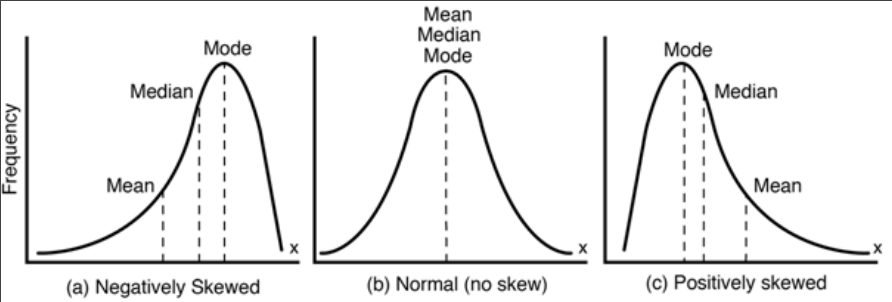 Frequency
Mode
Median
Mean
x
(a) Negatively Skewed
Mean
Median
Mode
x
(b) Normal (no skew)
Mode
Median
Mean
x
(c) Positively skewed